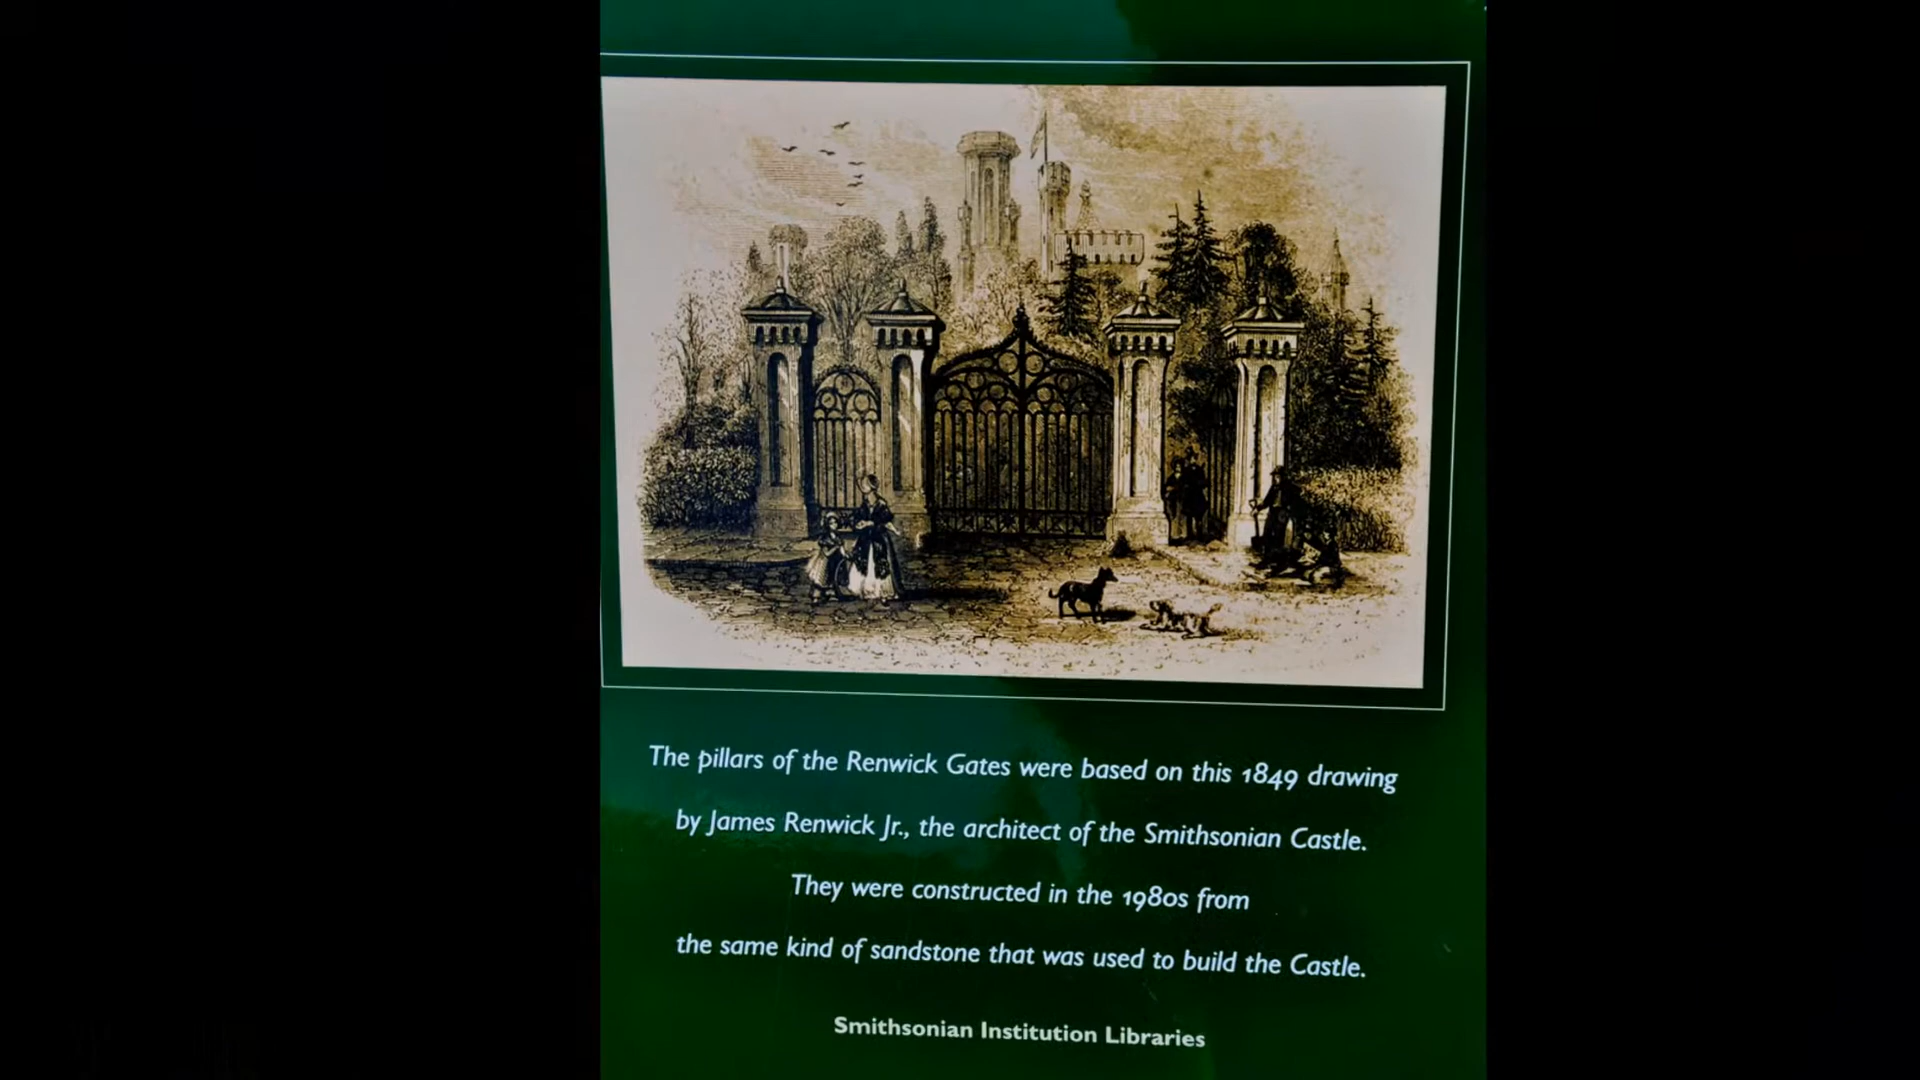 The pillars of the Renwick Gates were based on this 1849 drawing
by James Renwick Jr., the architect of the Smithsonian Castle.
They were constructed in the 1980s from
the same kind of sandstone that was used to build the Castle.
Smithsonian Institution Libraries